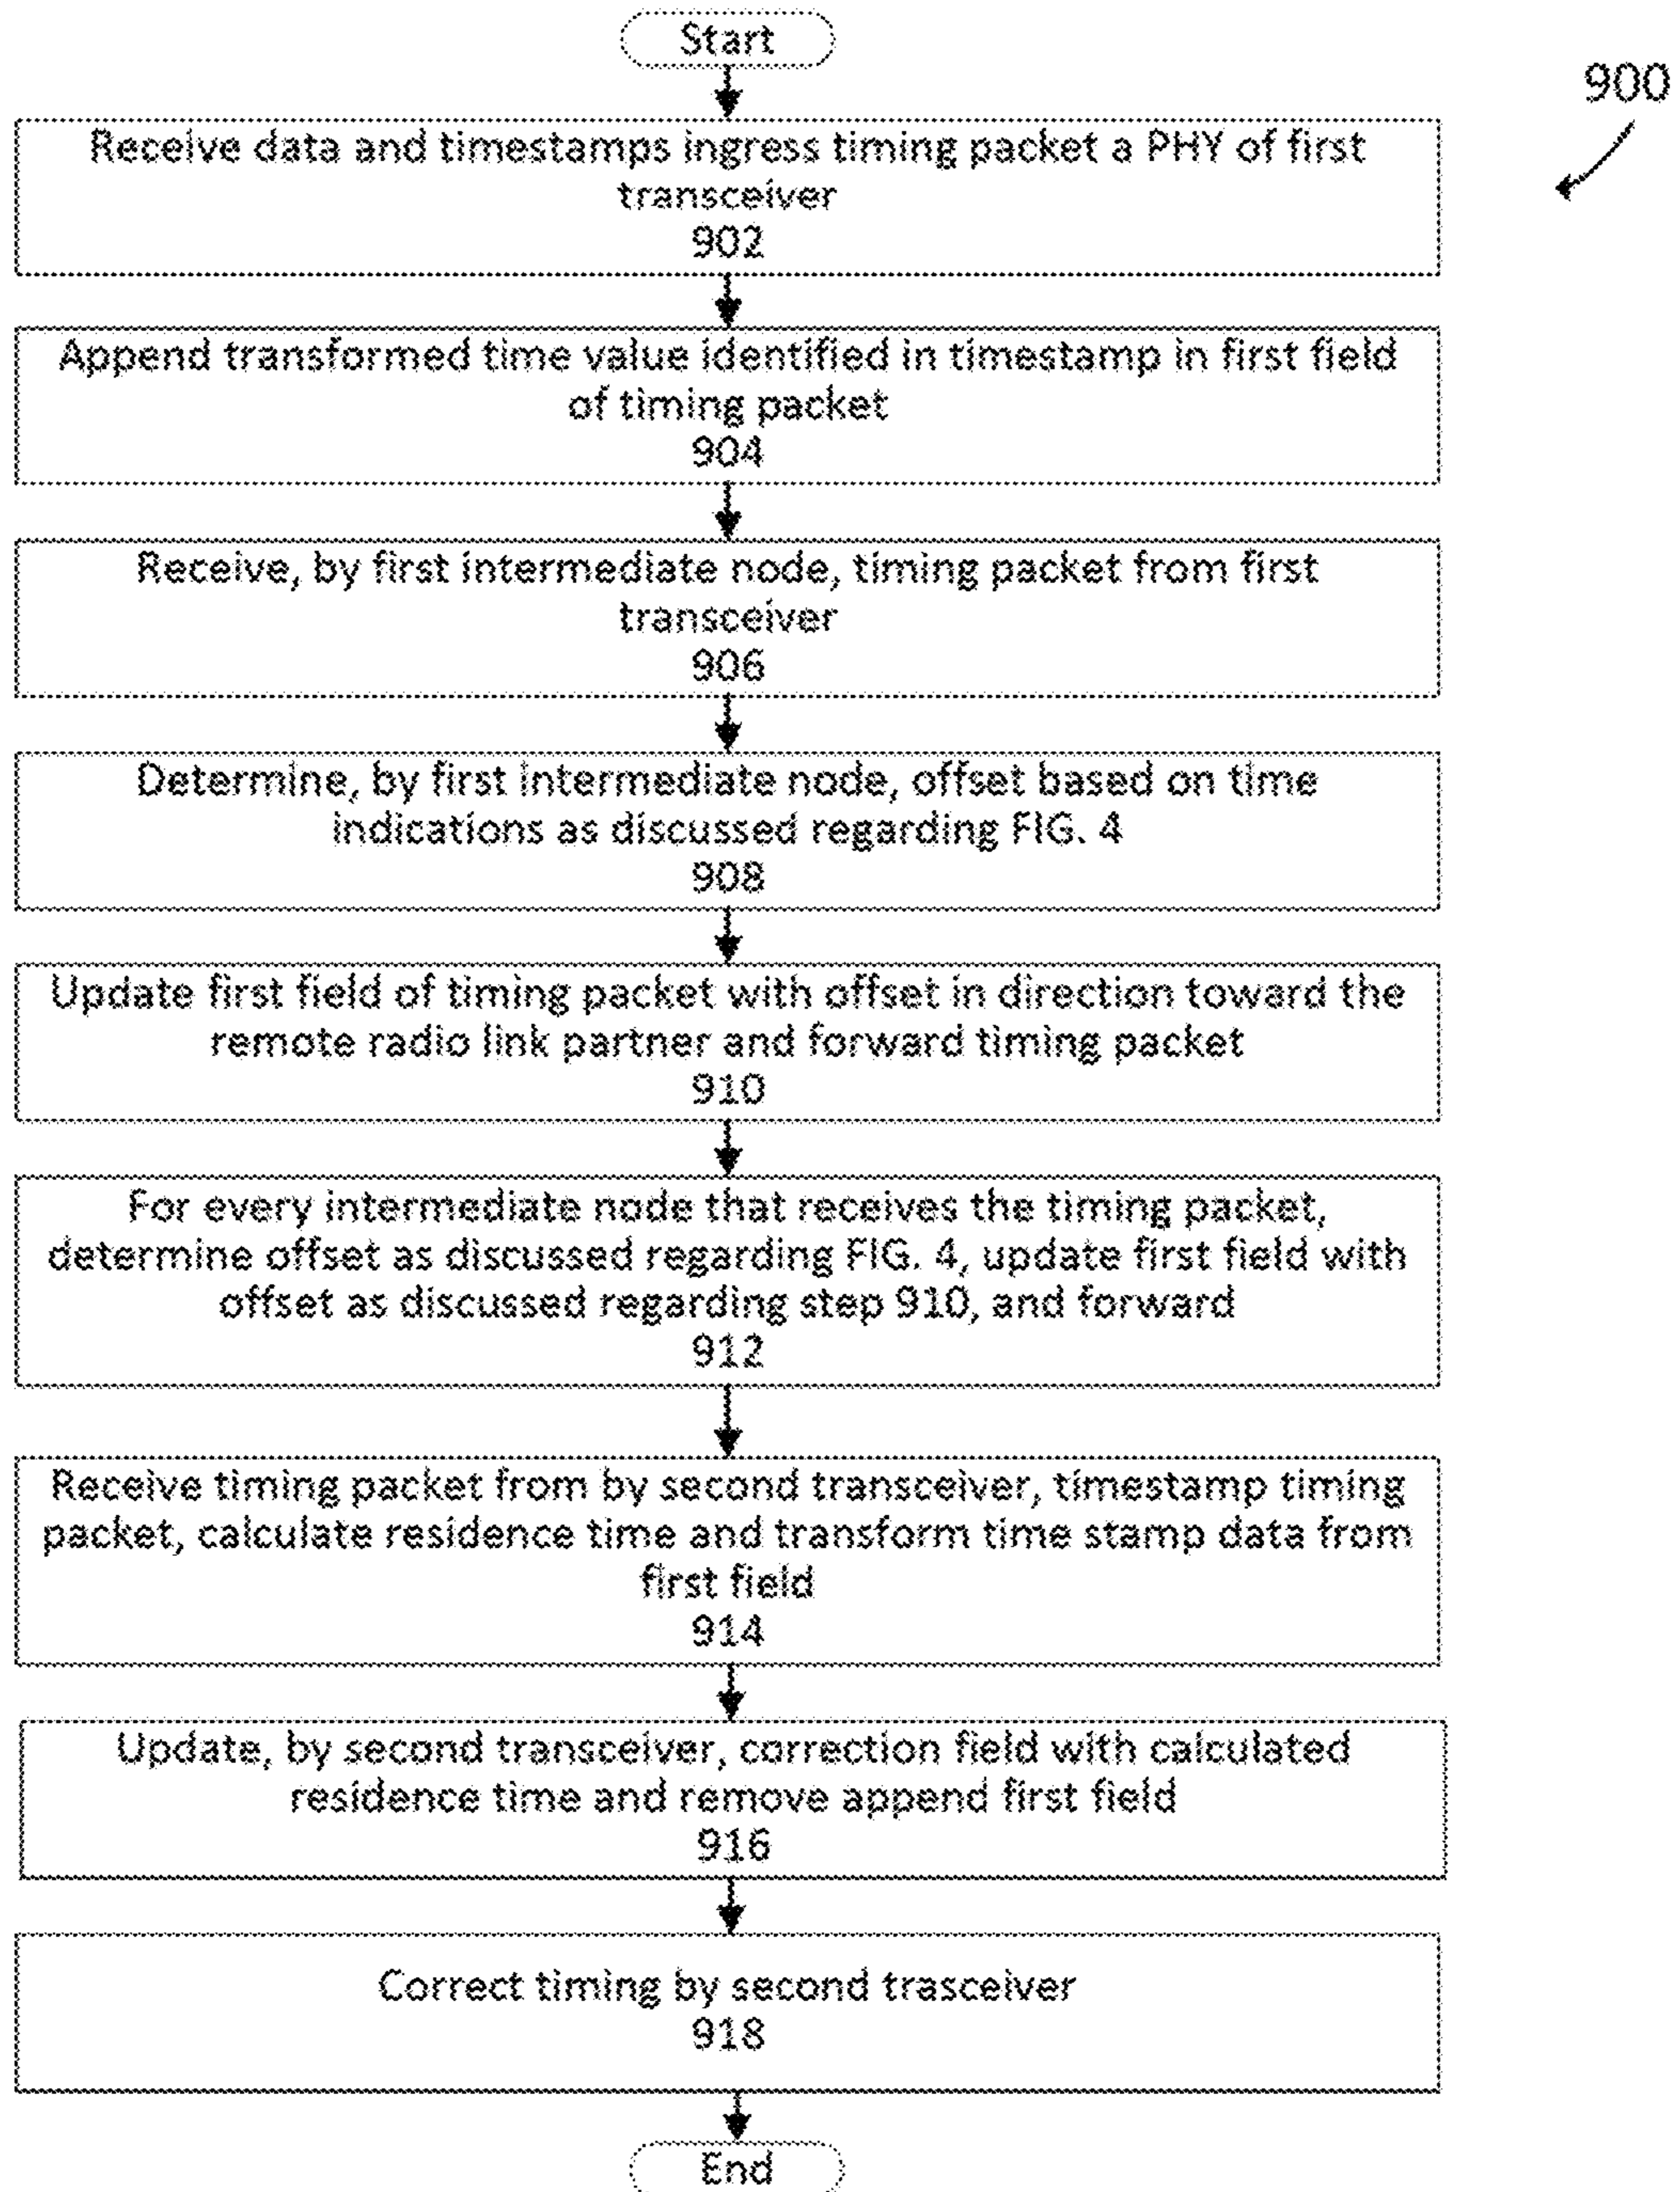 Start
900
Receive data and timestamps ingress timing packet a PHY of first
transceiver
902
Append transformed time value identified in timestamp in first field
of timing packet
904
Receive, by first intermediate node, timing packet from first
transceiver
906
Determine, by first intermediate node, offset based on time
indications as discussed regarding FIG. 4
908
Update first field of timing packet with offset in direction toward the
remote radio link partner and forward timing packet
910
For every intermediate node that receives the timing packet,
determine offset as discussed regarding FIG. 4, update first field with
offset as discussed regarding step 910, and forward
912
Receive timing packet from by second transceiver, timestamp timing
packet, calculate residence time and transform time stamp data from
first field
914
Update, by second transceiver, correction field with calculated
residence time and remove append first field
916
Correct timing by second trasceiver
918
End